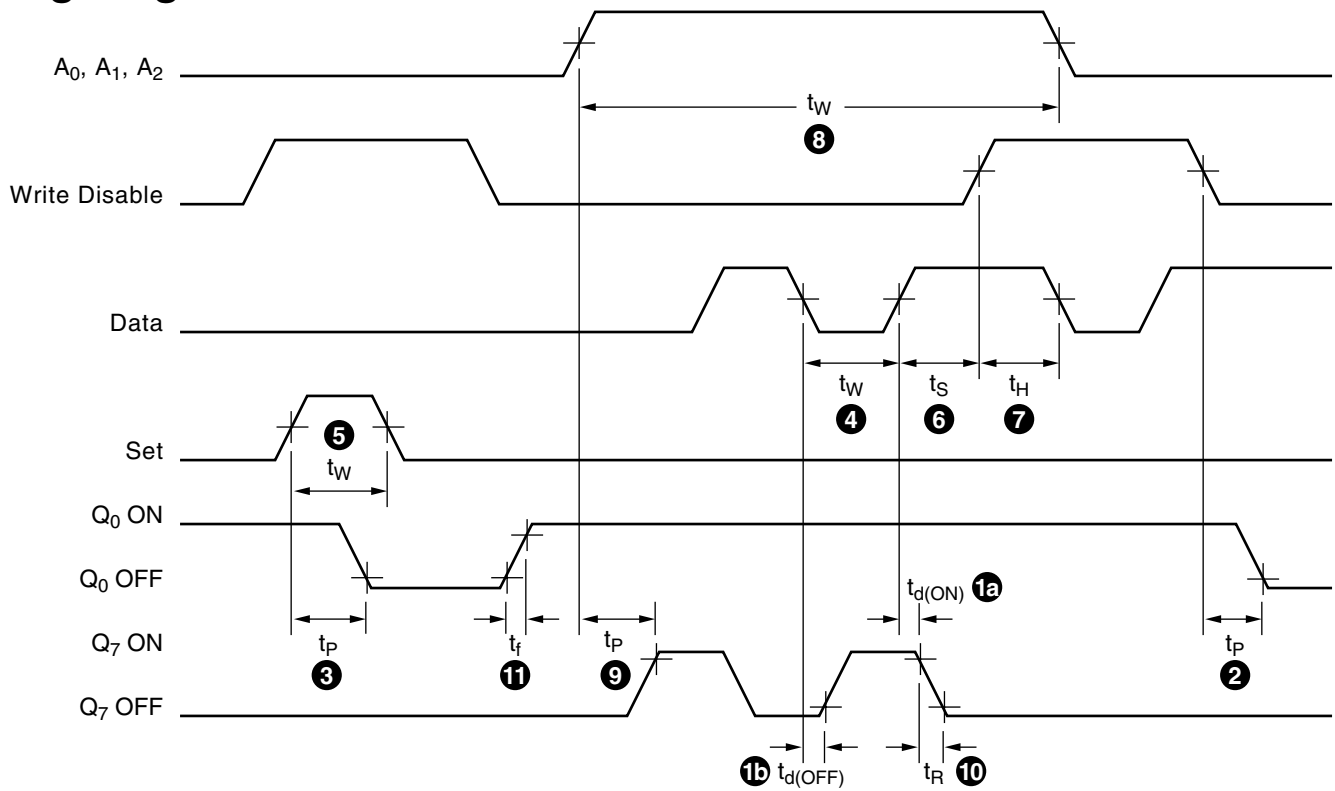 A0, A1, A2
tW
8
Write Disable
Data
tW tS tH
4 6 7
5
Set
tW
Q0 ON
Q0 OFF
td(ON) 1a
tP tf tP tP
Q7 ON
3 11 9 2
Q7 OFF
1b td(OFF) tR 10